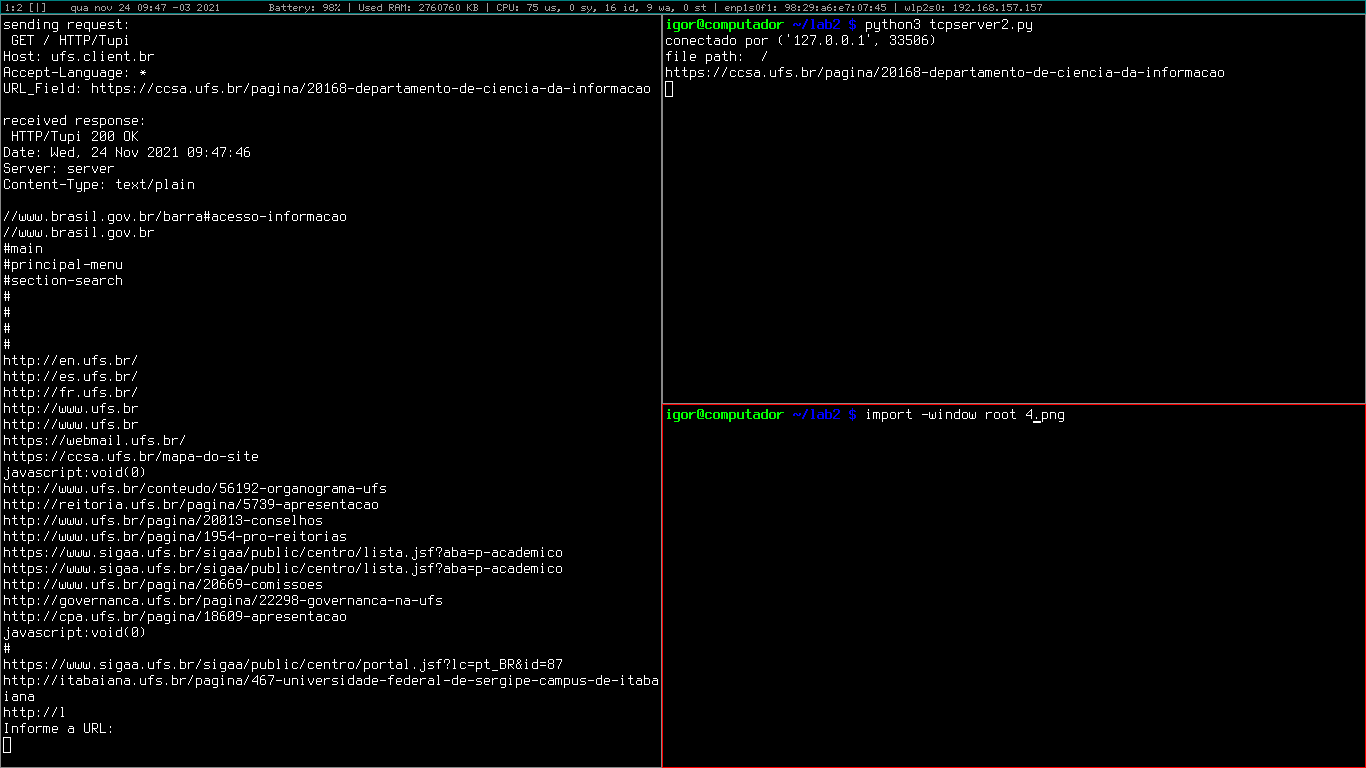 1:2 [|] qua nov 24 09:47 -03 2021 Battery: 98% | Used RAM: 2760760 KB | CPU: 75 us, 0 sy, 16 id, 9 wa, 0 st | enp1s0f1: 98:29:a6:e7:07:45 | wlp2s0: 192.168.157.157
sending request:
GET / HTTP/Tupi
Host: ufs.client.br
Accept-Language: *
URL_Field: https://ccsa.ufs.br/pagina/20168-departamento-de-ciencia-da-informacao
received response:
HTTP/Tupi 200 OK
Date: Wed, 24 Nov 2021 09:47:46
Server: server
Content-Type: text/plain
//www.brasil.gov.br/barra#acesso-informacao
//www.brasil.gov.br
#main
#principal-menu
#section-search
#
#
#
#
http://en.ufs.br/
http://es.ufs.br/
http://fr.ufs.br/
http://www.ufs.br
http://www.ufs.br
https://webmail.ufs.br/
https://ccsa.ufs.br/mapa-do-site
javascript:void(0)
http://www.ufs.br/conteudo/56192-organograma-ufs
http://reitoria.ufs.br/pagina/5739-apresentacao
http://www.ufs.br/pagina/20013-conselhos
http://www.ufs.br/pagina/1954-pro-reitorias
https://www.sigaa.ufs.br/sigaa/public/centro/lista.jsf?aba=p-academico
https://www.sigaa.ufs.br/sigaa/public/centro/lista.jsf?aba=p-academico
http://www.ufs.br/pagina/20669-comissoes
http://governanca.ufs.br/pagina/22298-governanca-na-ufs
http://cpa.ufs.br/pagina/18609-apresentacao
javascript:void(0)
#
https://www.sigaa.ufs.br/sigaa/public/centro/portal.jsf?lc=pt_BR&id=87
http://itabaiana.ufs.br/pagina/467-universidade-federal-de-sergipe-campus-de-itaba
iana
http://l
Informe a URL:
igor@computador ~/lab2 $ python3 tcpserver2.py
conectado por ('127.0.0.1', 33506)
file path:  /
https://ccsa.ufs.br/pagina/20168-departamento-de-ciencia-da-informacao
igor@computador ~/lab2 $ import -window root 4.png